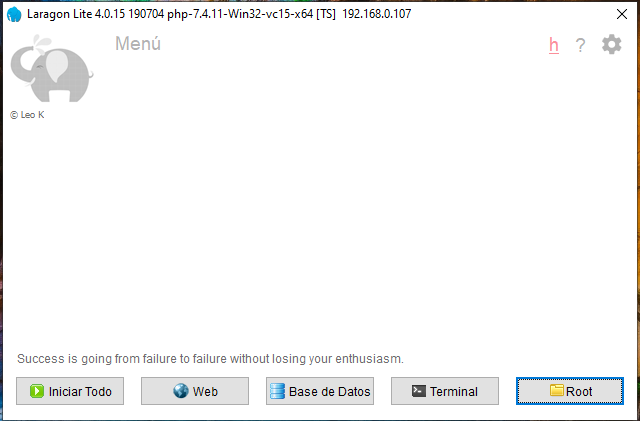 Laragon Lite 4.0.15 190704 php-7.4.11-Win32-vc15-x64 [TS] 192.168.0.107
Menú
h ?
© Leo K
Success is going from failure to failure without losing your enthusiasm.
Iniciar Todo Web Base de Datos Terminal Root